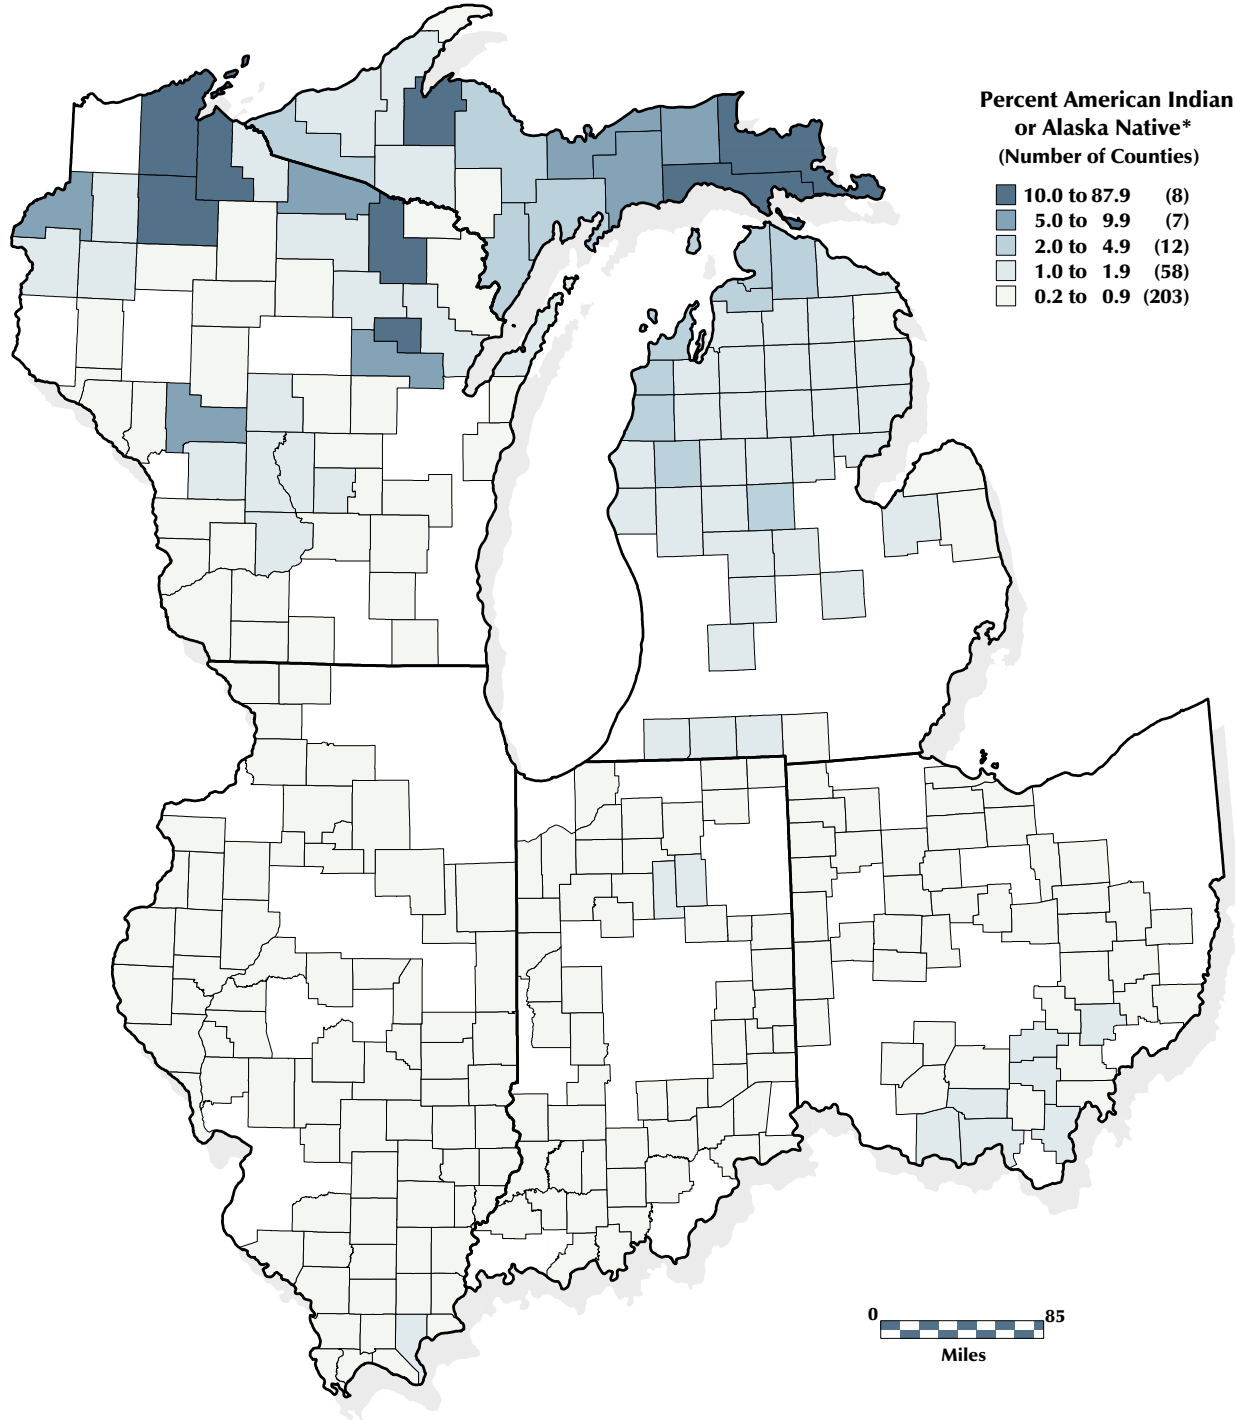 Percent American Indian
or Alaska Native*
(Number of Counties)
10.0 to 87.9 (8)
5.0 to 9.9 (7)
2.0 to 4.9 (12)
1.0 to 1.9 (58)
0.2 to 0.9 (203)
0 85
Miles